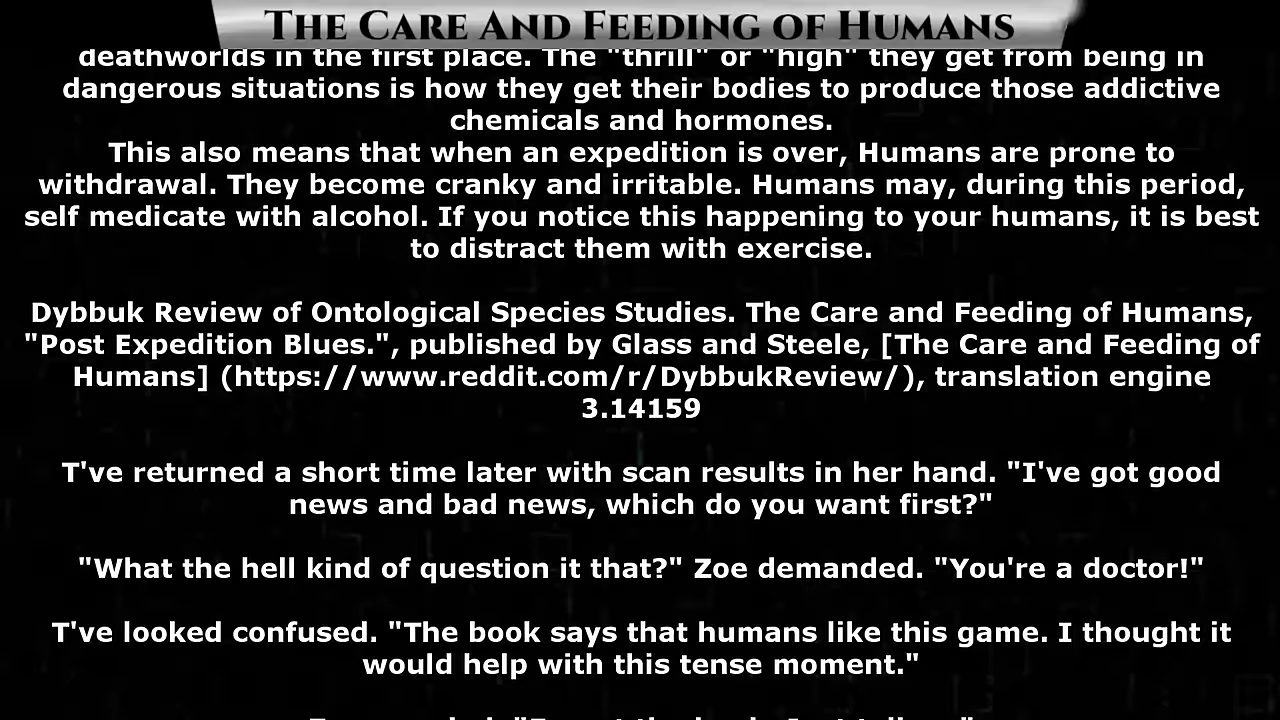 The Care And Feeding of Humans
deathworlds in the first place. The "thrill" or "high" they get from being in
dangerous situations is how they get their bodies to produce those addictive
chemicals and hormones.
This also means that when an expedition is over, Humans are prone to
withdrawal. They become cranky and irritable. Humans may, during this period,
self medicate with alcohol. If you notice this happening to your humans, it is best
to distract them with exercise.
Dybbuk Review of Ontological Species Studies. The Care and Feeding of Humans,
"Post Expedition Blues.", published by Glass and Steele, [The Care and Feeding of
Humans] (https://www.reddit.com/r/DybbukReview/), translation engine
3.14159
T've returned a short time later with scan results in her hand. "I've got good
news and bad news, which do you want first?"
"What the hell kind of question it that?" Zoe demanded. "You're a doctor!"
T've looked confused. "The book says that humans like this game. I thought it
would help with this tense moment."